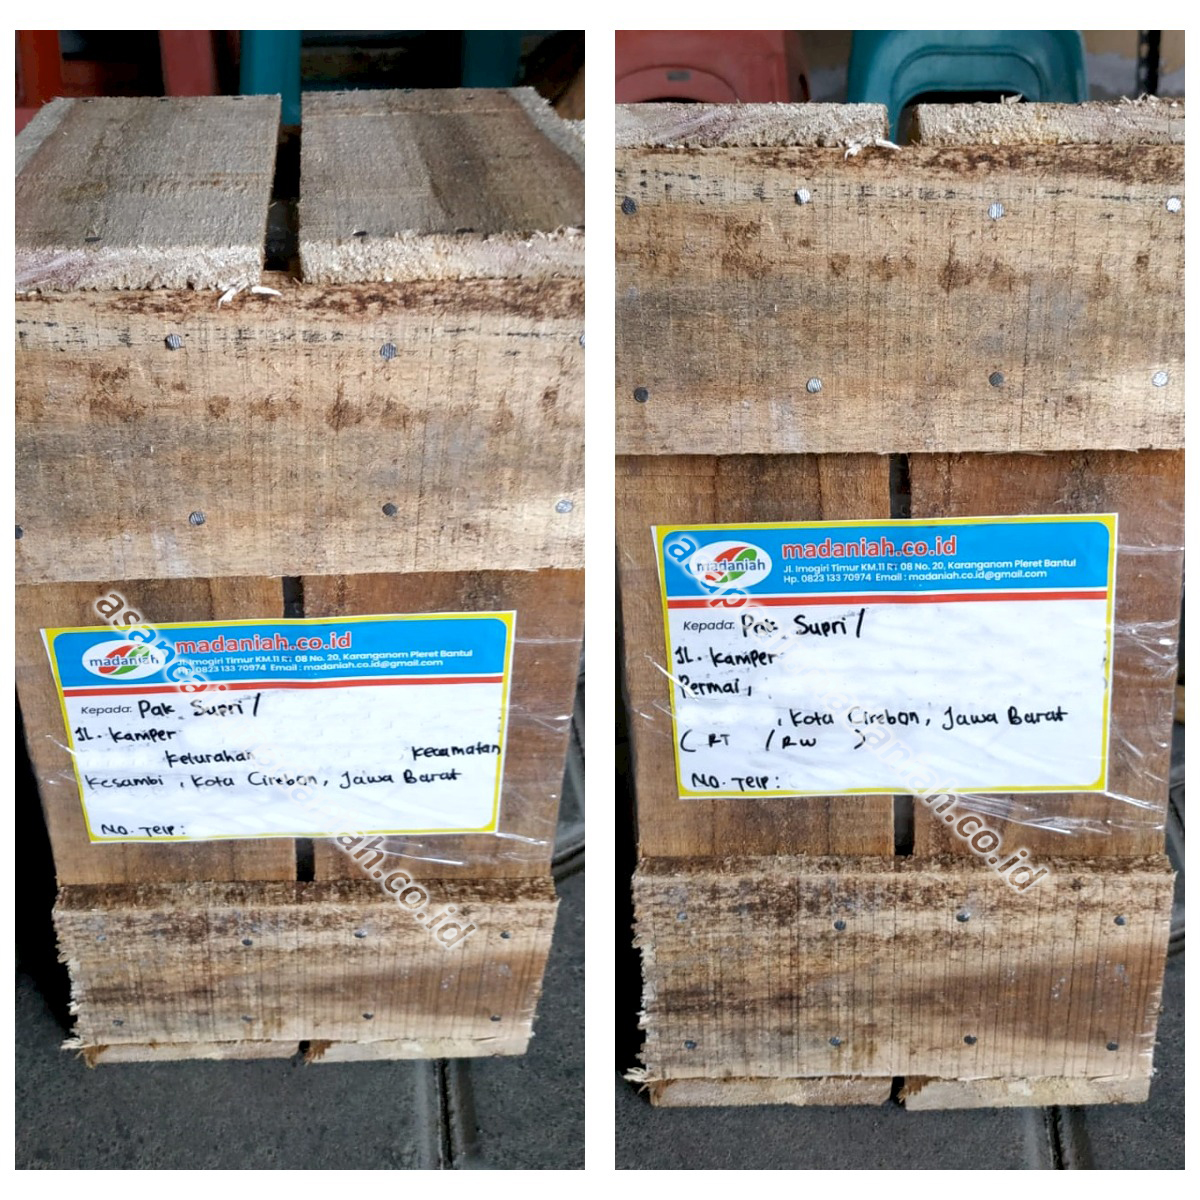 madaniah
madaniah.co.id
Jl. Imogiri Timur KM.11 RT 08 No. 20, Karanganom Pleret Bantul
Hp. 0823 133 70974 Email : madaniah.co.id@gmail.com
Kepada: Pak Supri /
JL. Kamper
Kelurahan , Kecamatan
Kesambi , Kota Cirebon, Jawa Barat
NO. Telp :
madaniah.co.id
madaniah
madaniah.co.id
Jl. Imogiri Timur KM.11 RT 08 No. 20, Karanganom Pleret Bantul
Hp. 0823 133 70974 Email : madaniah.co.id@gmail.com
Kepada: Pak Supri /
JL. Kamper
Permai,
, Kota Cirebon, Jawa Barat
( RT / RW )
NO. Telp :